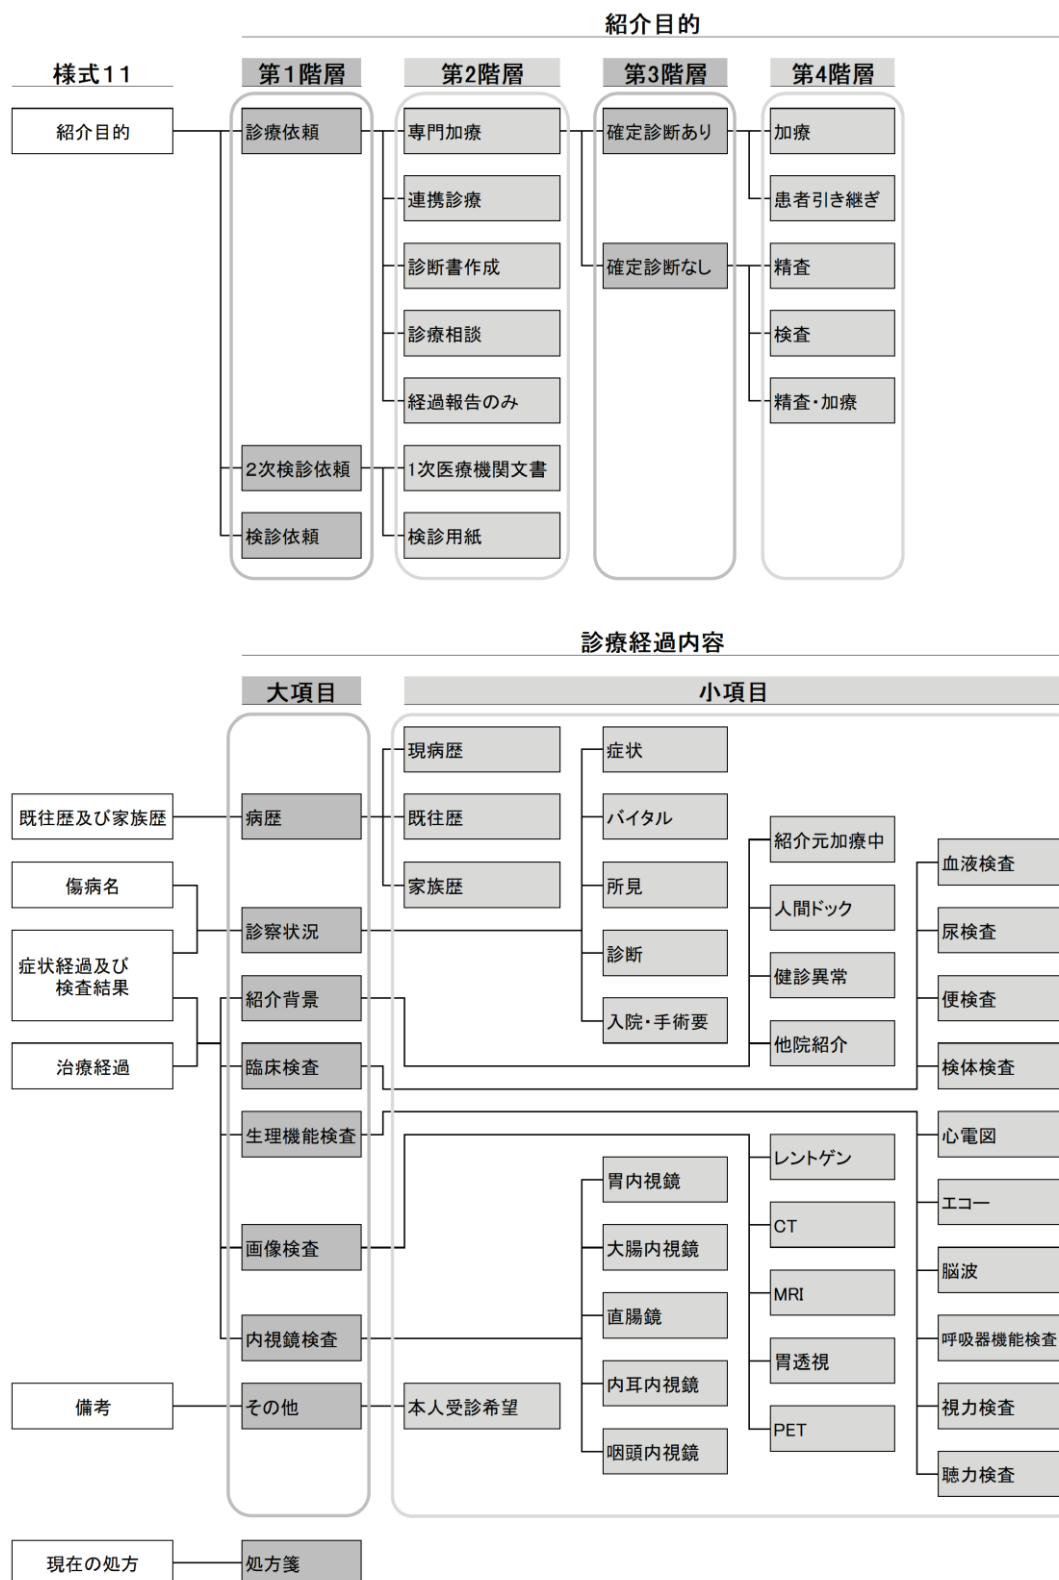 紹介目的
様式11
第1階層
第2階層
第3階層
第4階層
紹介目的
診療依頼
専門加療
確定診断あり
加療
連携診療
患者引き継ぎ
診断書作成
確定診断なし
精査
診療相談
検査
経過報告のみ
精査・加療
2次検診依頼
1次医療機関文書
検診依頼
検診用紙
診療経過内容
大項目
小項目
現病歴
症状
既往歴及び家族歴
病歴
既往歴
バイタル
紹介元加療中
血液検査
傷病名
家族歴
所見
人間ドック
尿検査
診察状況
診断
症状経過及び
検査結果
健診異常
便検査
紹介背景
入院・手術要
他院紹介
治療経過
臨床検査
検体検査
生理機能検査
心電図
レントゲン
胃内視鏡
エコー
CT
画像検査
大腸内視鏡
脳波
MRI
直腸鏡
内視鏡検査
呼吸器機能検査
胃透視
内耳内視鏡
備考
その他
本人受診希望
視力検査
PET
咽頭内視鏡
聴力検査
現在の処方
処方箋